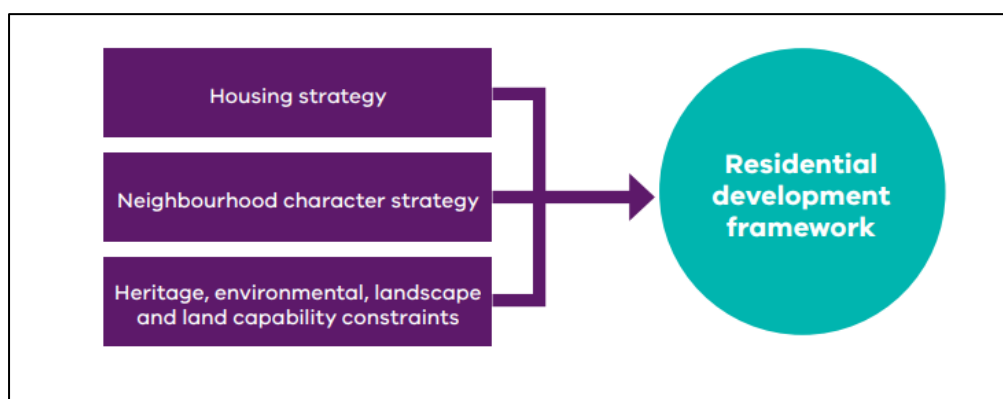 Housing strategy
Neighbourhood character strategy
Heritage, environmental, landscape
and land capability constraints
Residential
development
framework